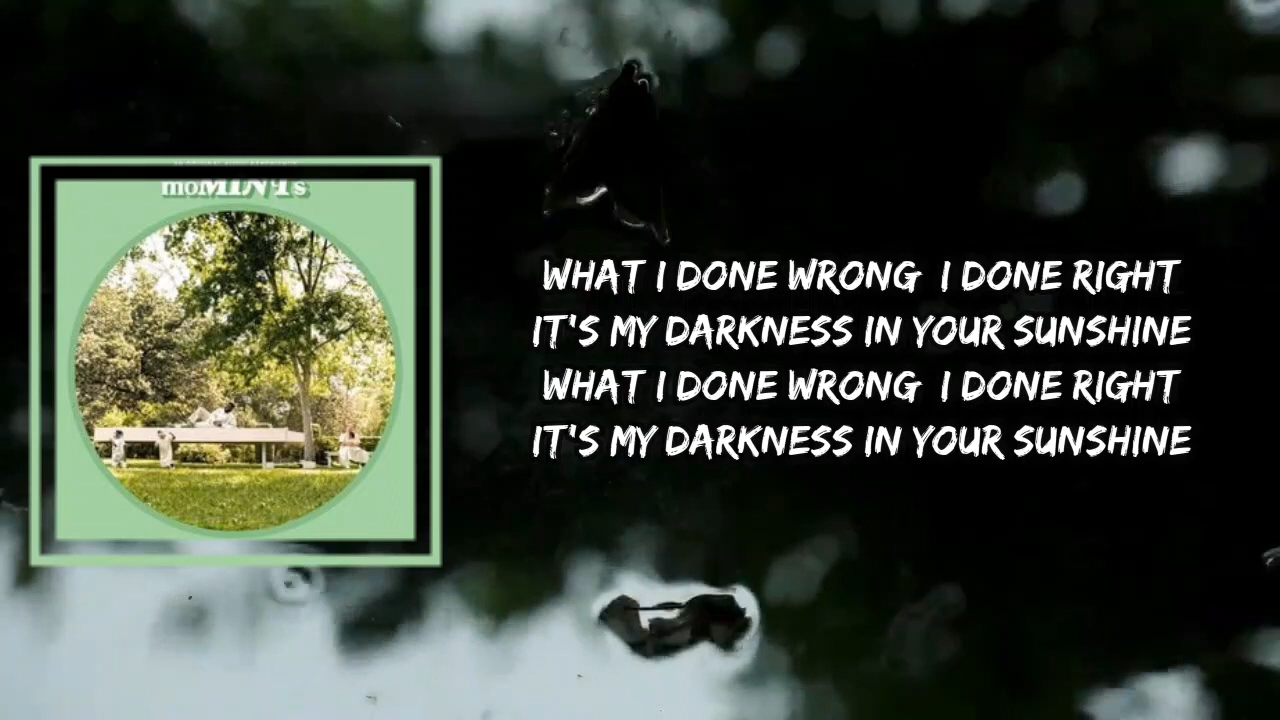 moMINTs
WHAT I DONE WRONG I DONE RIGHT
IT'S MY DARKNESS IN YOUR SUNSHINE
WHAT I DONE WRONG I DONE RIGHT
IT'S MY DARKNESS IN YOUR SUNSHINE